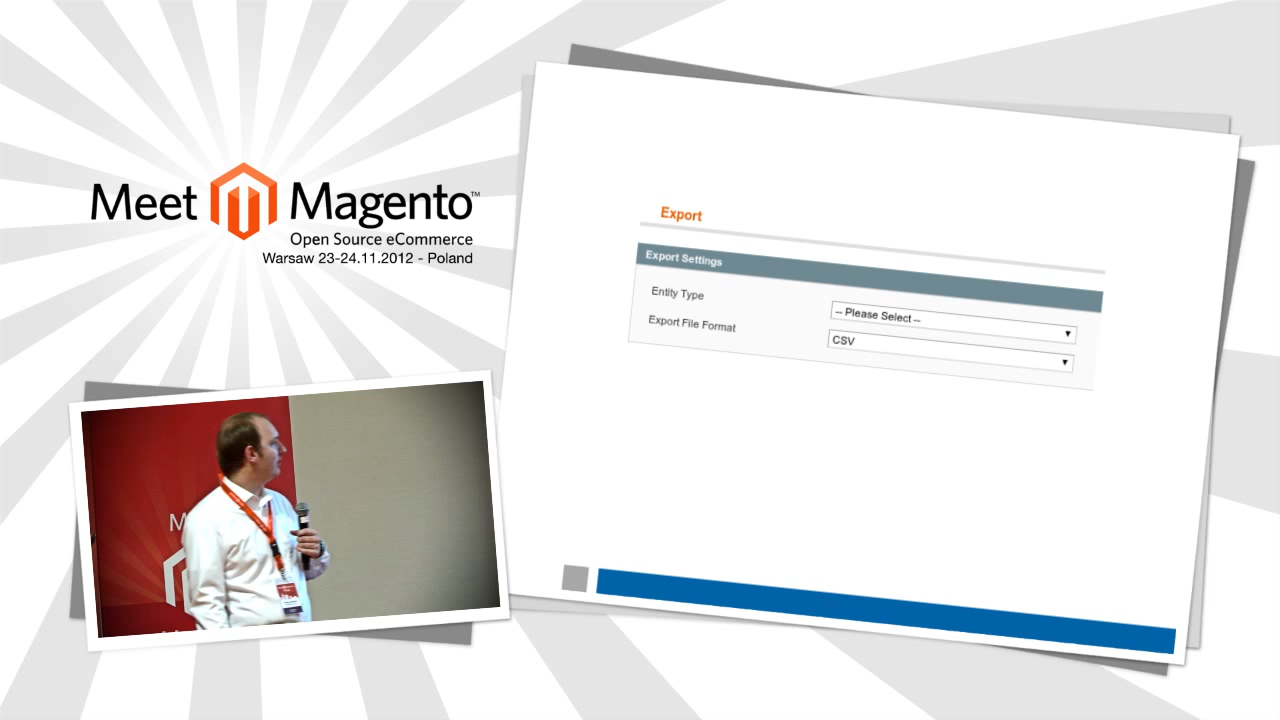 Meet Magento™
Open Source eCommerce
Warsaw 23-24.11.2012 - Poland
Export
Export Settings
Entity Type
-- Please Select --
Export File Format
CSV
M